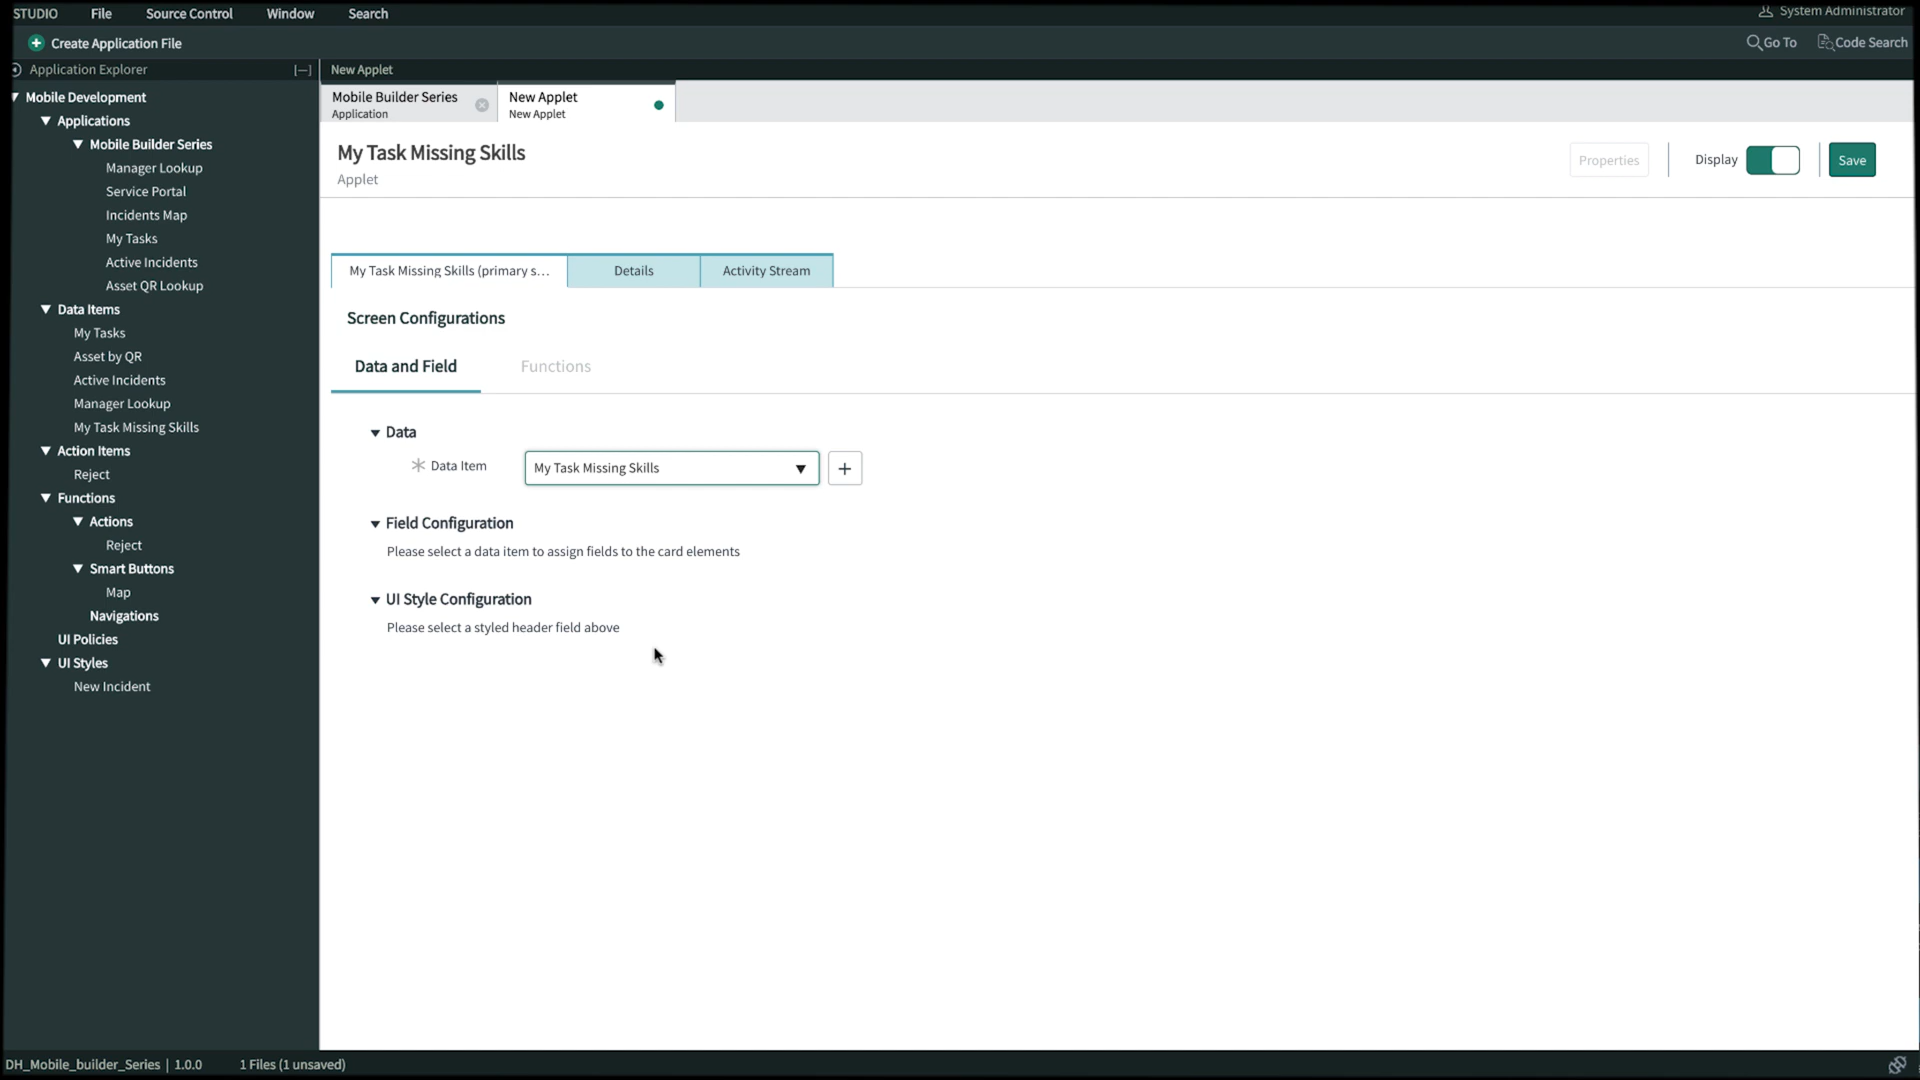 STUDIO File Source Control Window Search System Administrator
Create Application File Go To Code Search
Application Explorer [—] New Applet
Mobile Development
Applications
Mobile Builder Series
Manager Lookup
Service Portal
Incidents Map
My Tasks
Active Incidents
Asset QR Lookup
Data Items
My Tasks
Asset by QR
Active Incidents
Manager Lookup
My Task Missing Skills
Action Items
Reject
Functions
Actions
Reject
Smart Buttons
Map
Navigations
UI Policies
UI Styles
New Incident
Mobile Builder Series New Applet
Application New Applet
My Task Missing Skills
Applet
Properties Display Save
My Task Missing Skills (primary s... Details Activity Stream
Screen Configurations
Data and Field Functions
Data
Data Item My Task Missing Skills
Field Configuration
Please select a data item to assign fields to the card elements
UI Style Configuration
Please select a styled header field above
DH_Mobile_builder_Series | 1.0.0 1 Files (1 unsaved)